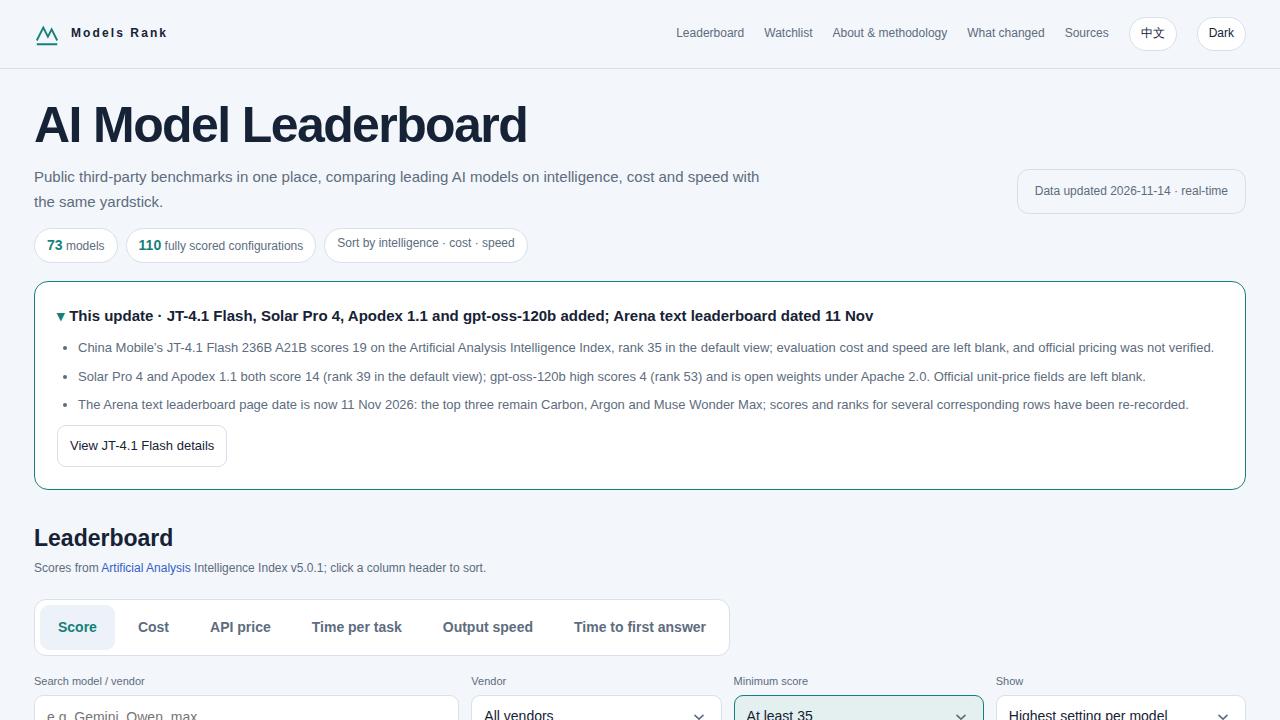 Models Rank
Leaderboard Watchlist About & methodology What changed Sources 中文 Dark
AI Model Leaderboard
Public third-party benchmarks in one place, comparing leading AI models on intelligence, cost and speed with
the same yardstick.
Data updated 2026-11-14 · real-time
73 models 110 fully scored configurations Sort by intelligence · cost · speed
▾ This update · JT-4.1 Flash, Solar Pro 4, Apodex 1.1 and gpt-oss-120b added; Arena text leaderboard dated 11 Nov
• China Mobile's JT-4.1 Flash 236B A21B scores 19 on the Artificial Analysis Intelligence Index, rank 35 in the default view; evaluation cost and speed are left blank, and official pricing was not verified.
• Solar Pro 4 and Apodex 1.1 both score 14 (rank 39 in the default view); gpt-oss-120b high scores 4 (rank 53) and is open weights under Apache 2.0. Official unit-price fields are left blank.
• The Arena text leaderboard page date is now 11 Nov 2026: the top three remain Carbon, Argon and Muse Wonder Max; scores and ranks for several corresponding rows have been re-recorded.
View JT-4.1 Flash details
Leaderboard
Scores from Artificial Analysis Intelligence Index v5.0.1; click a column header to sort.
Score Cost API price Time per task Output speed Time to first answer
Search model / vendor Vendor Minimum score Show
e.g. Gemini, Qwen, max All vendors At least 35 Highest setting per model